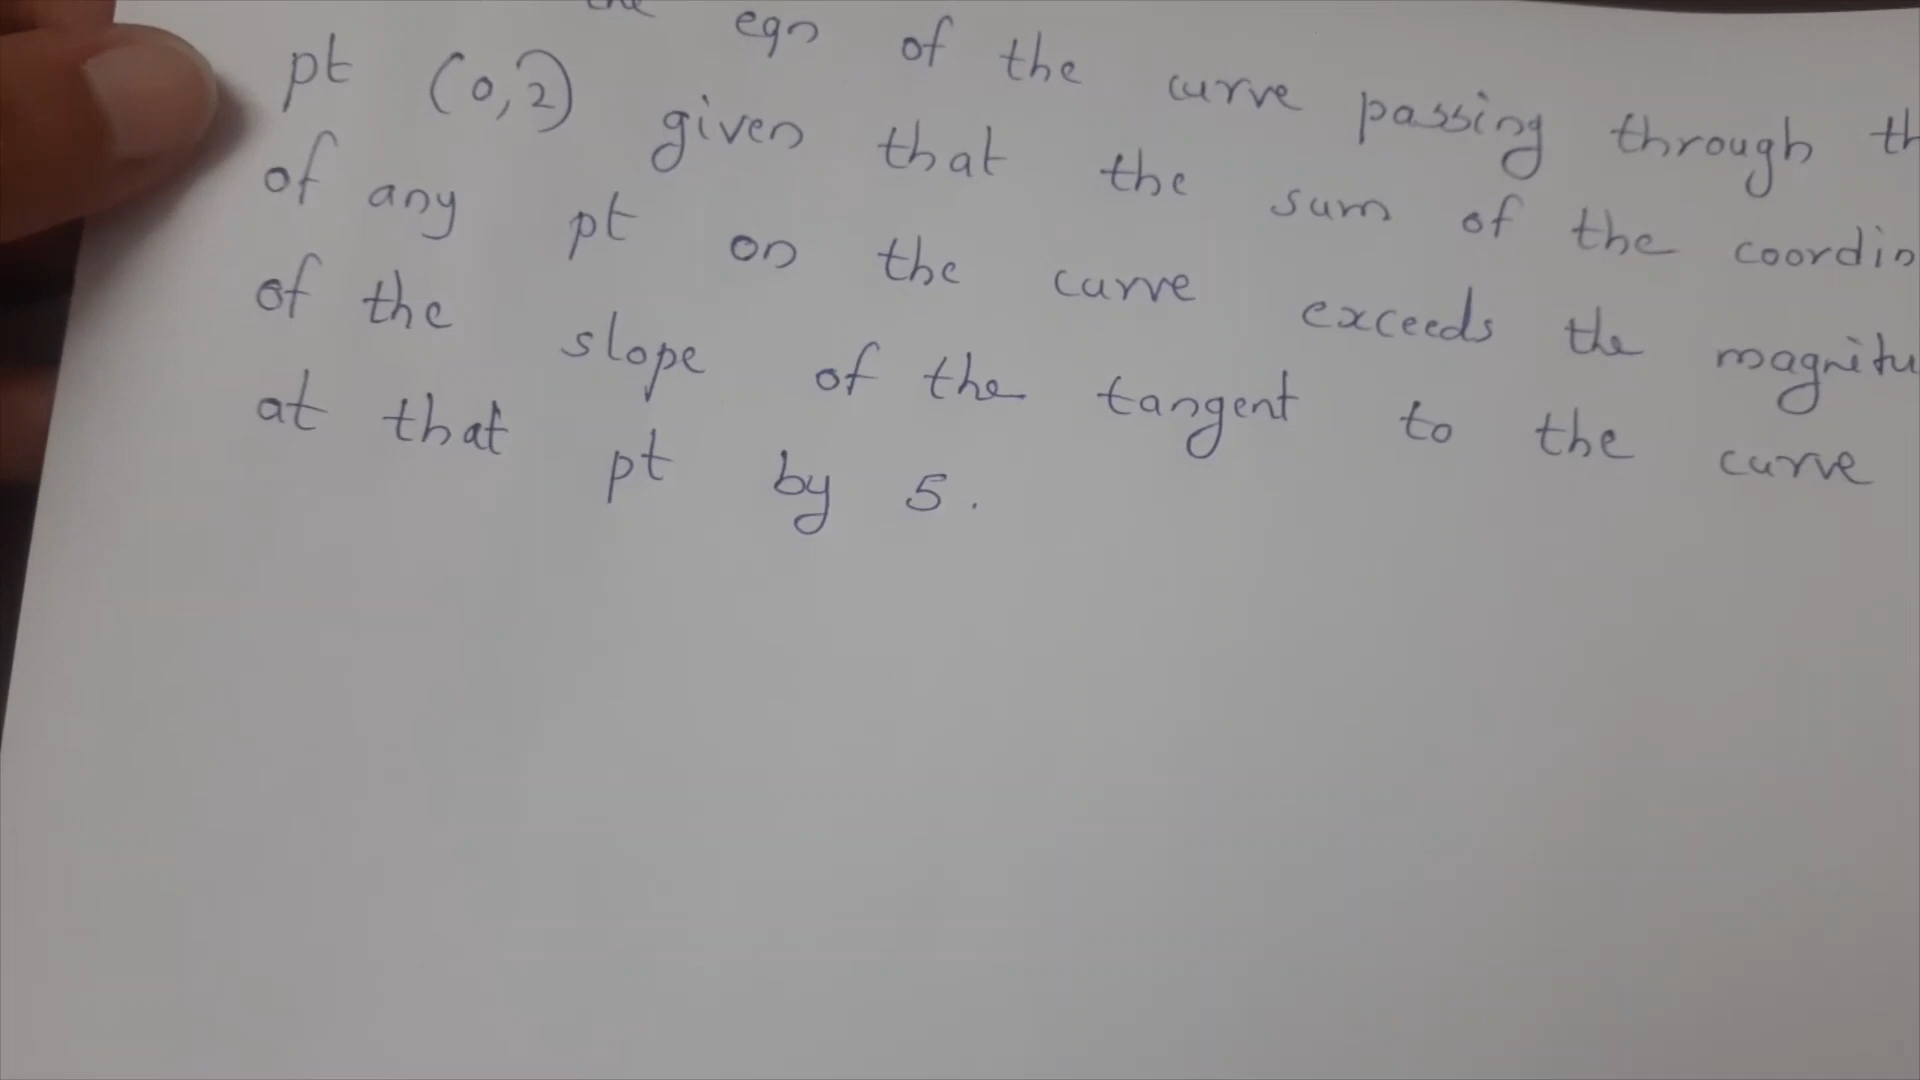 eqn of the curve passing through
pt (0,2) given that the sum of the
of any pt on the curve exceeds the
of the slope of the tangent to the curve
at that pt by 5.